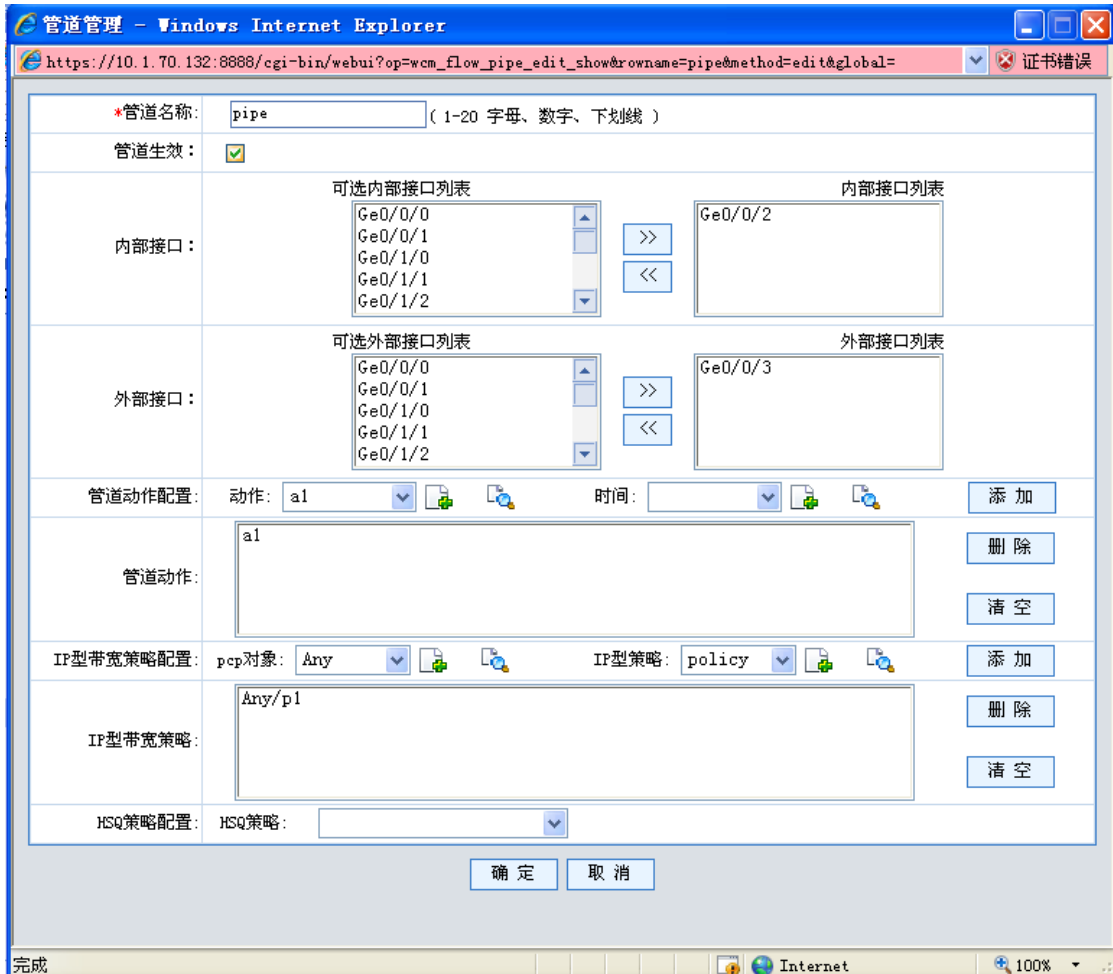 管道管理 - Windows Internet Explorer
https://10.1.70.132:8888/cgi-bin/webui?op=wcm_flow_pipe_edit_show&rowname=pipe&method=edit&global= 证书错误
*管道名称: pipe ( 1-20 字母、数字、下划线 )
管道生效：
可选内部接口列表 内部接口列表
内部接口：
Ge0/0/0 Ge0/0/2
Ge0/0/1 >>
Ge0/1/0
Ge0/1/1 <<
Ge0/1/2
可选外部接口列表 外部接口列表
外部接口：
Ge0/0/0 Ge0/0/3
Ge0/0/1 >>
Ge0/1/0
Ge0/1/1 <<
Ge0/1/2
管道动作配置: 动作: a1 时间: 添 加
管道动作:
a1
删 除
清 空
IP型带宽策略配置: pcp对象: Any IP型策略: policy 添 加
IP型带宽策略:
Any/p1
删 除
清 空
HSQ策略配置: HSQ策略:
确 定 取 消
完成 Internet 100%